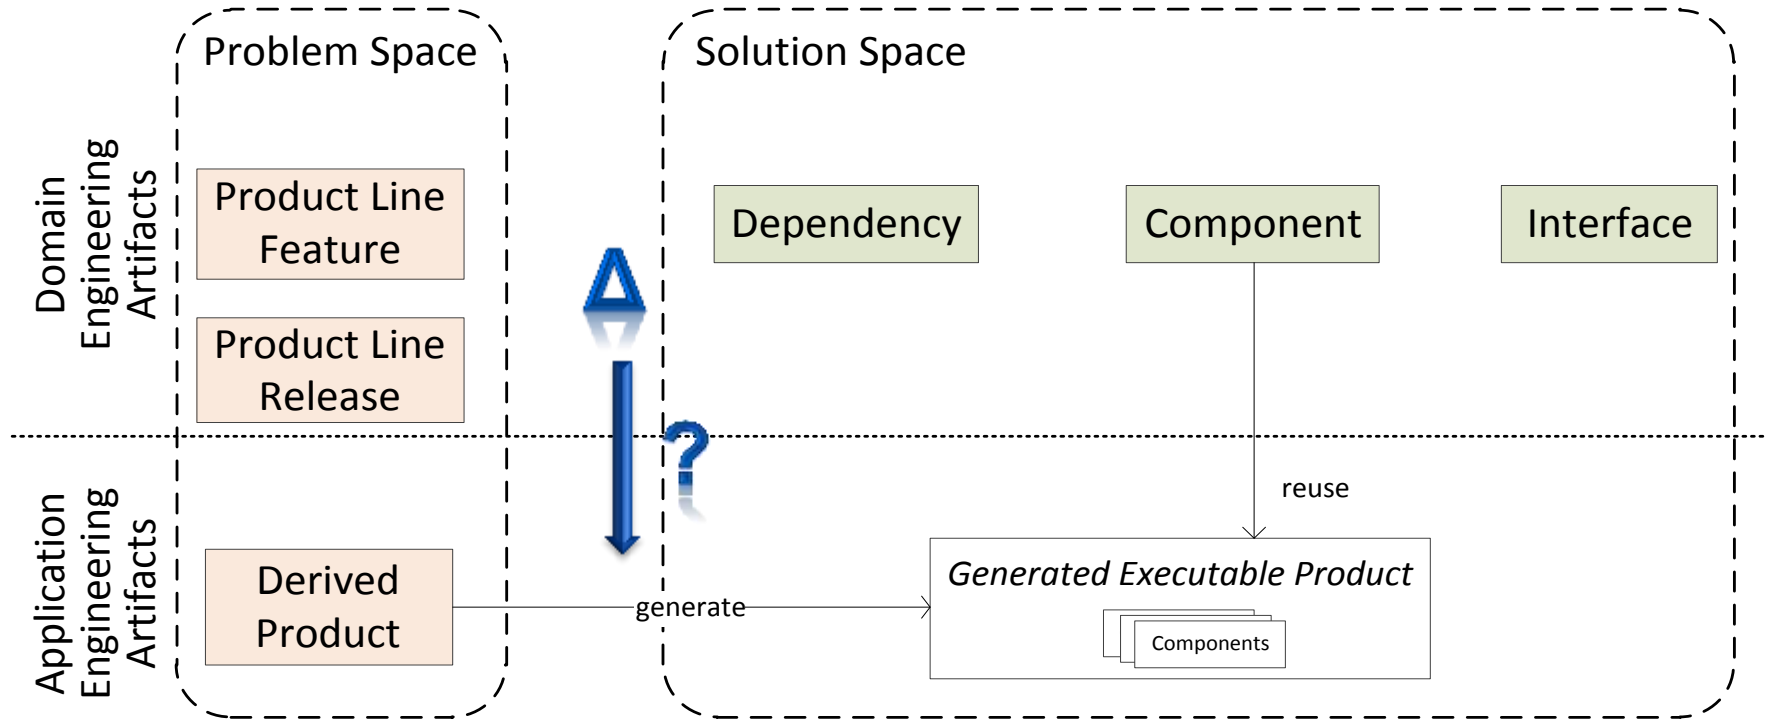 Problem Space
Solution Space
Domain
Engineering
Artifacts
Product Line
Feature
Product Line
Release
Dependency
Component
Interface
Δ
?
reuse
Application
Engineering
Artifacts
Derived
Product
generate
Generated Executable Product
Components